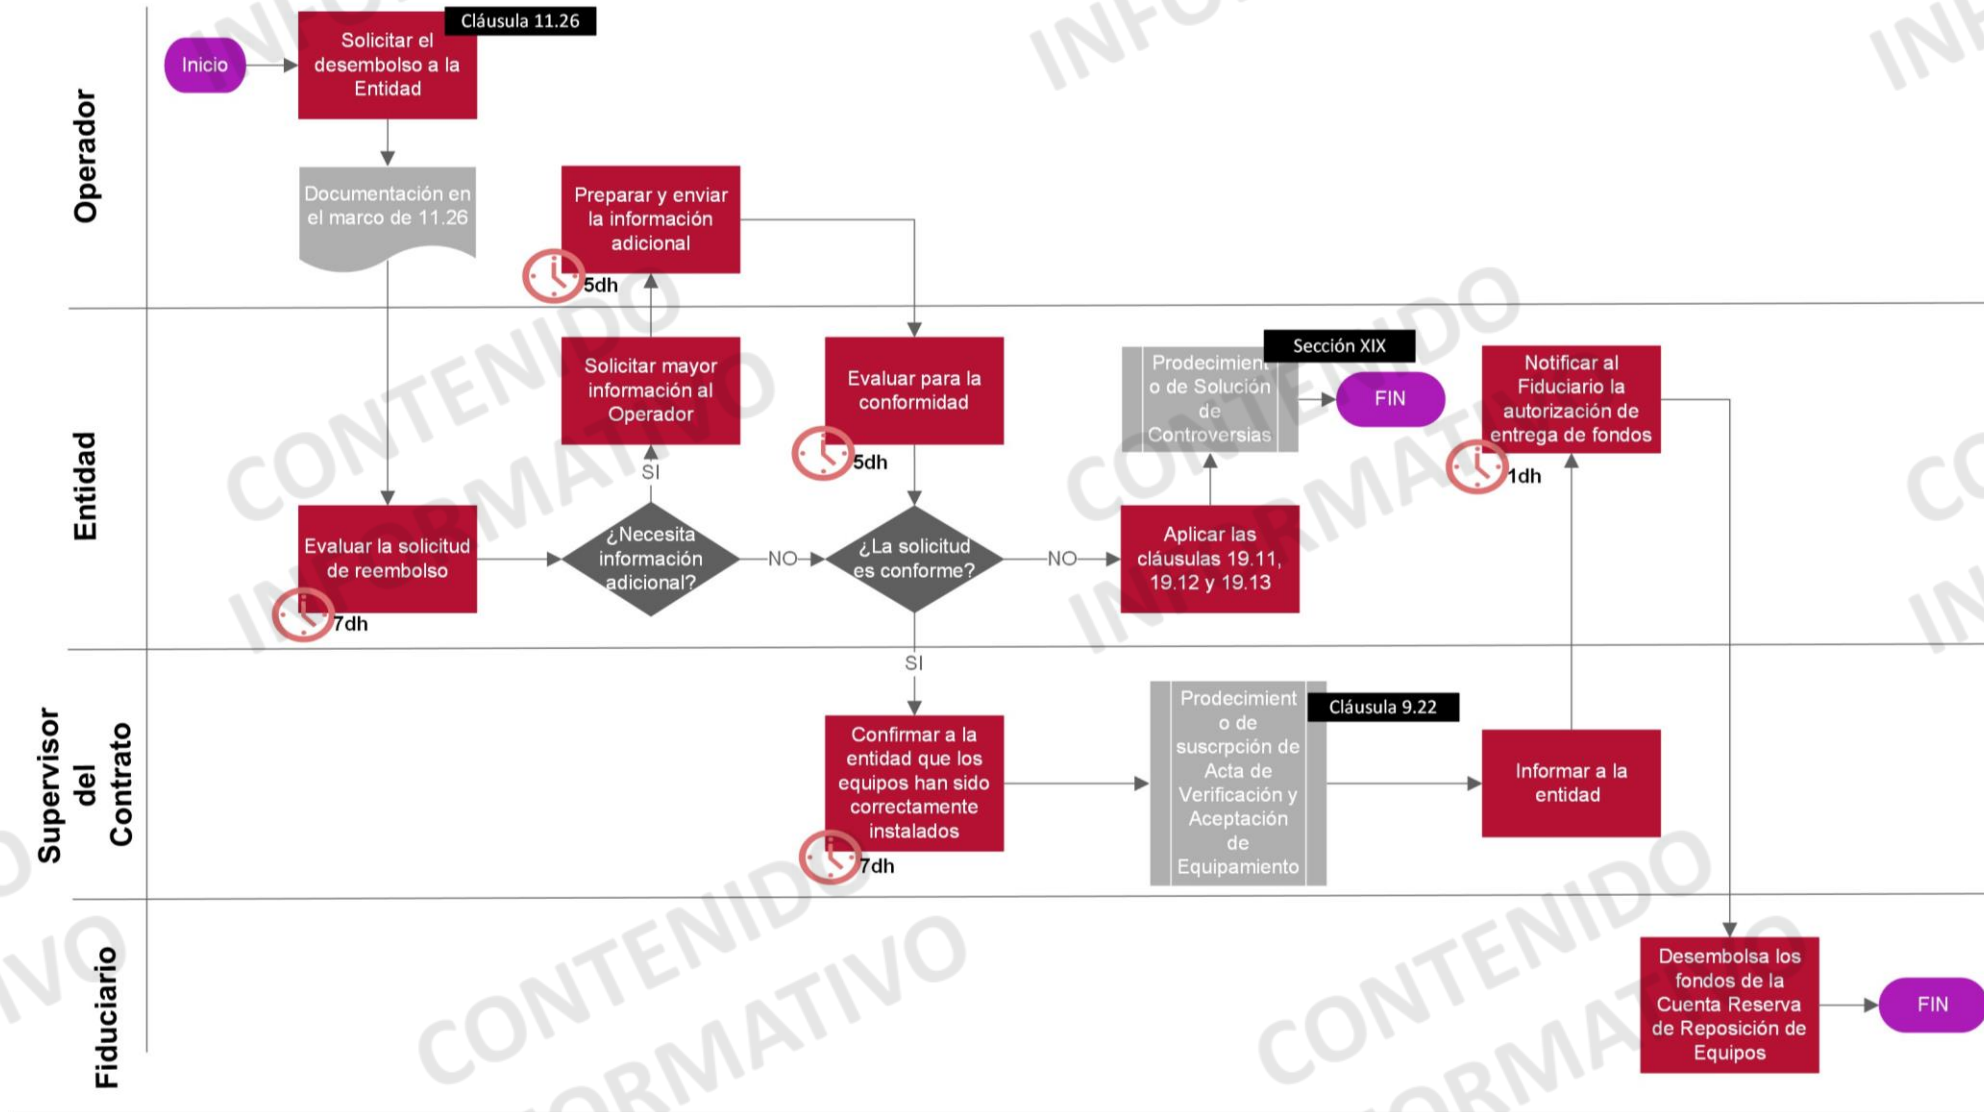 Operador
Inicio
Solicitar el
desembolso a la
Entidad
Cláusula 11.26
Documentación en
el marco de 11.26
Preparar y enviar
la información
adicional
5dh
Entidad
Evaluar la solicitud
de reembolso
7dh
¿Necesita
información
adicional?
SI
NO
Solicitar mayor
información al
Operador
Evaluar para la
conformidad
5dh
¿La solicitud
es conforme?
NO
SI
Aplicar las
cláusulas 19.11,
19.12 y 19.13
Prodecimient
o de Solución
de
Controversias
Sección XIX
FIN
Notificar al
Fiduciario la
autorización de
entrega de fondos
1dh
Supervisor
del
Contrato
Confirmar a la
entidad que los
equipos han sido
correctamente
instalados
7dh
Prodecimient
o de
suscrpción de
Acta de
Verificación y
Aceptación
de
Equipamiento
Cláusula 9.22
Informar a la
entidad
Fiduciario
Desembolsa los
fondos de la
Cuenta Reserva
de Reposición de
Equipos
FIN
CONTENIDO
INFORMATIVO
CONTENIDO
INFORMATIVO
CONTENIDO
INFORMATIVO
CONTENIDO
INFORMATIVO